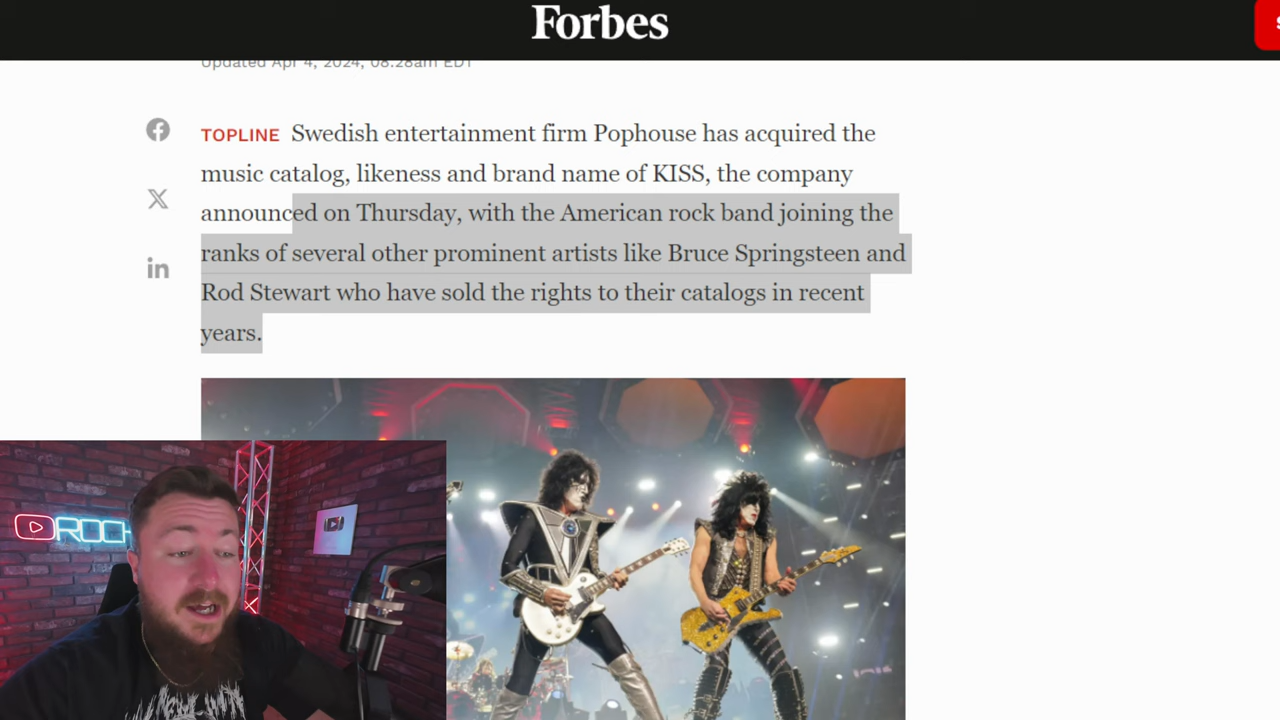 Forbes
Updated Apr 4, 2024, 08:28am EDT
TOPLINE Swedish entertainment firm Pophouse has acquired the
music catalog, likeness and brand name of KISS, the company
announced on Thursday, with the American rock band joining the
ranks of several other prominent artists like Bruce Springsteen and
Rod Stewart who have sold the rights to their catalogs in recent
years.